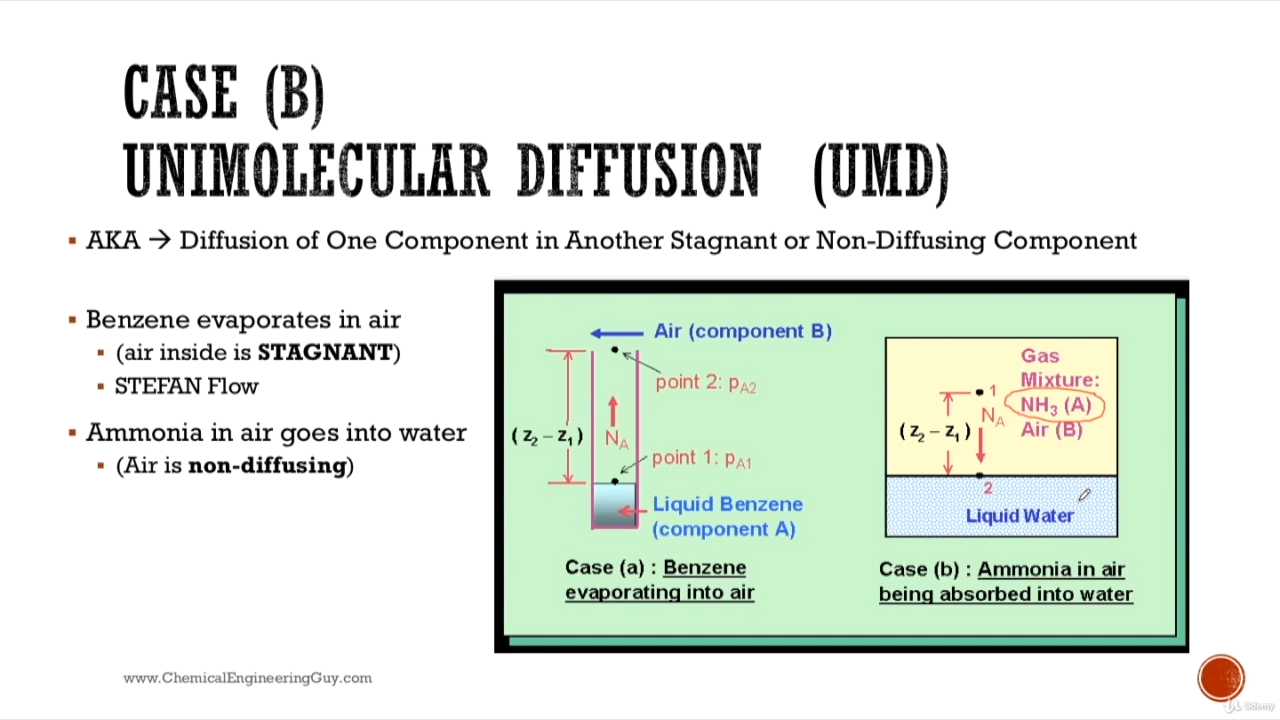 CASE (B)
UNIMOLECULAR DIFFUSION (UMD)
▪ AKA → Diffusion of One Component in Another Stagnant or Non-Diffusing Component
▪ Benzene evaporates in air
▪ (air inside is STAGNANT)
▪ STEFAN Flow
▪ Ammonia in air goes into water
▪ (Air is non-diffusing)
Air (component B)
point 2: pA2
(z2 – z1)
NA
point 1: pA1
Liquid Benzene
(component A)
Case (a) : Benzene
evaporating into air
Gas
Mixture:
NH3 (A)
Air (B)
1
NA
(z2 – z1)
2
Liquid Water
Case (b) : Ammonia in air
being absorbed into water
www.ChemicalEngineeringGuy.com
Udemy